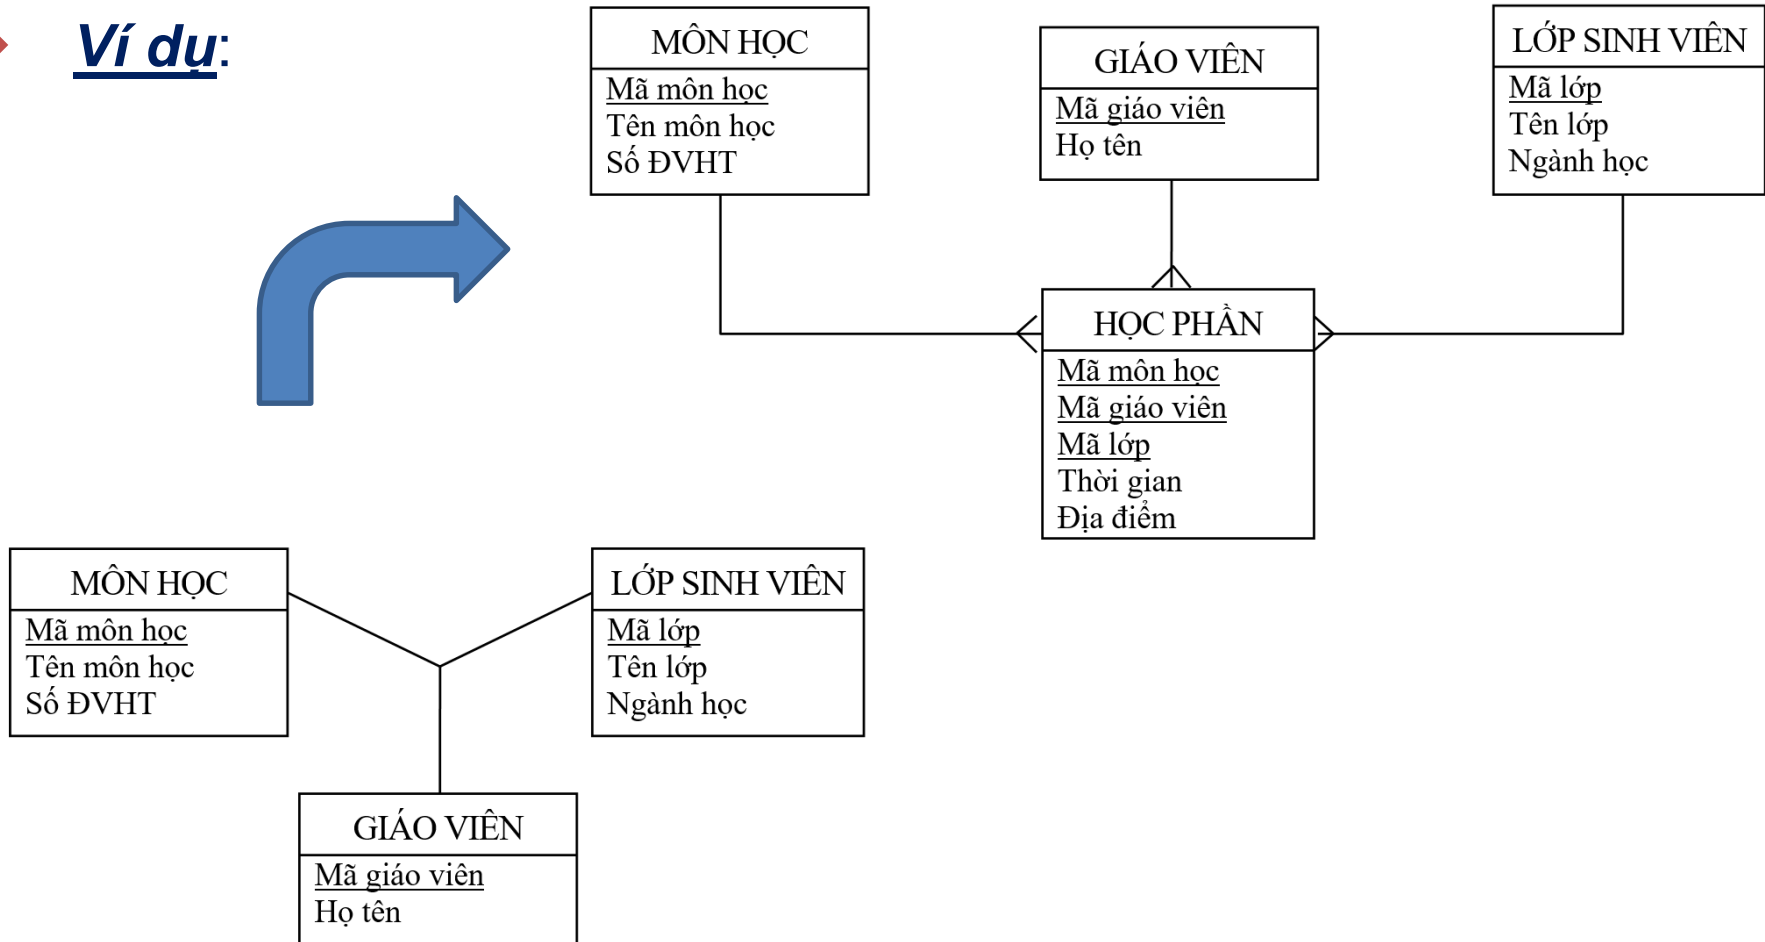 Ví dụ:
MÔN HỌC
Mã môn học
Tên môn học
Số ĐVHT
GIÁO VIÊN
Mã giáo viên
Họ tên
LỚP SINH VIÊN
Mã lớp
Tên lớp
Ngành học
HỌC PHẦN
Mã môn học
Mã giáo viên
Mã lớp
Thời gian
Địa điểm
MÔN HỌC
Mã môn học
Tên môn học
Số ĐVHT
LỚP SINH VIÊN
Mã lớp
Tên lớp
Ngành học
GIÁO VIÊN
Mã giáo viên
Họ tên